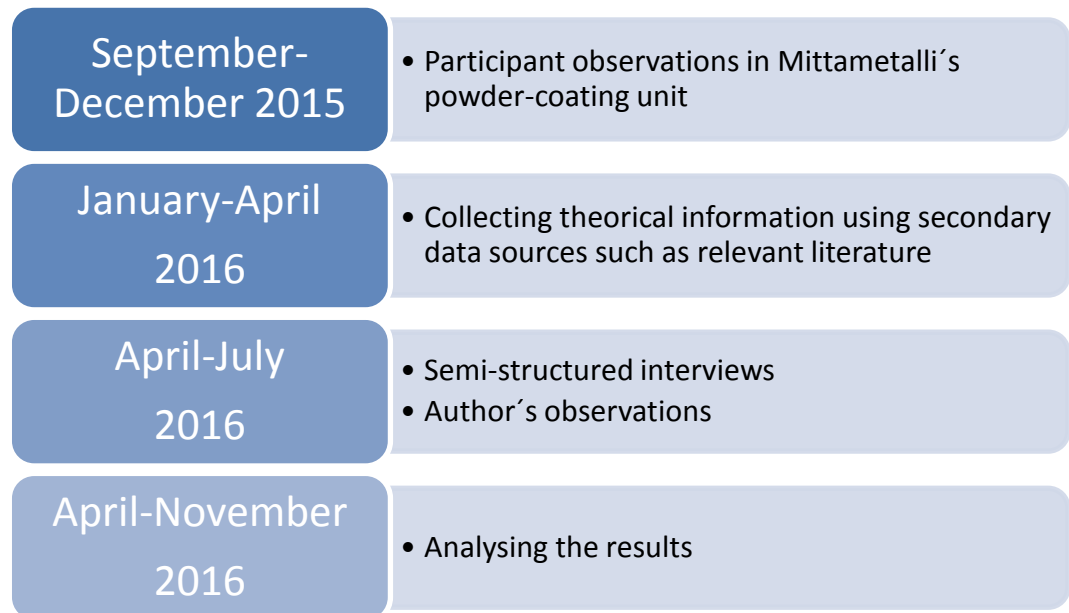 September-
December 2015
• Participant observations in Mittametalli´s
powder-coating unit
January-April
2016
• Collecting theorical information using secondary
data sources such as relevant literature
April-July
2016
• Semi-structured interviews
• Author´s observations
April-November
2016
• Analysing the results